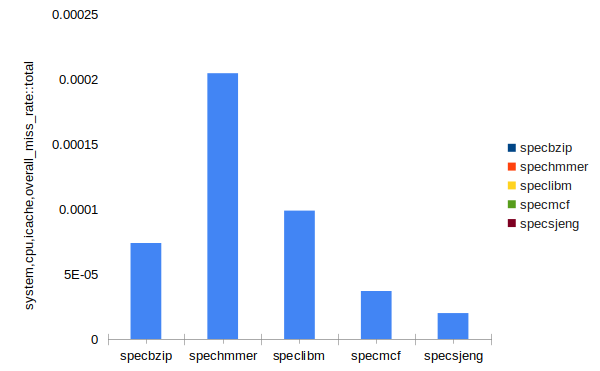 0.00025
0.0002
0.00015
0.0001
5E-05
0
system,cpu,icache,overall_miss_rate::total
specbzip
spechmmer
speclibm
specmcf
specsjeng
specbzip
spechmmer
speclibm
specmcf
specsjeng